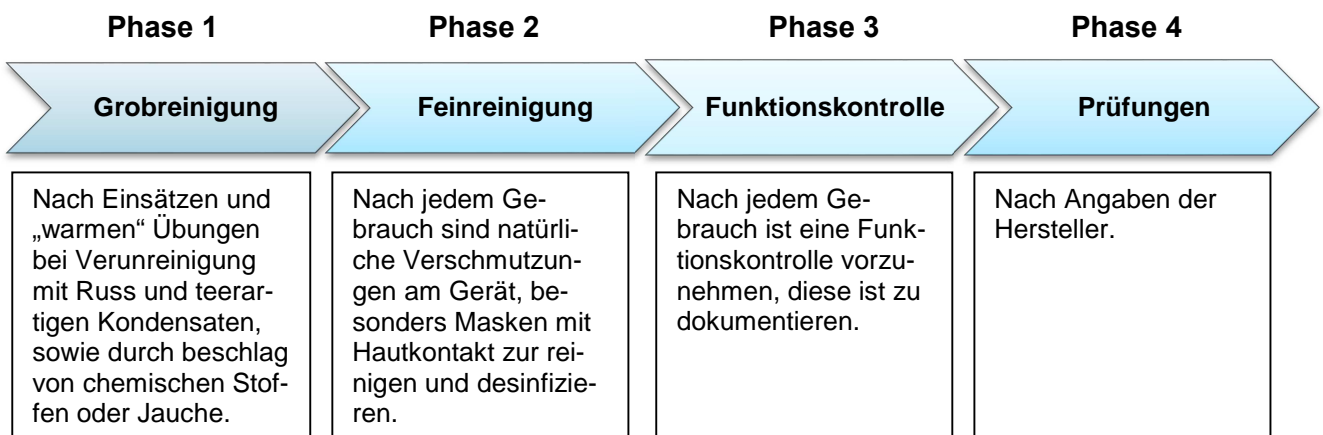 Phase 1
Phase 2
Phase 3
Phase 4
Grobreinigung
Feinreinigung
Funktionskontrolle
Prüfungen
Nach Einsätzen und
„warmen“ Übungen
bei Verunreinigung
mit Russ und teerar-
tigen Kondensaten,
sowie durch beschlag
von chemischen Stof-
fen oder Jauche.
Nach jedem Ge-
brauch sind natürli-
che Verschmutzun-
gen am Gerät, be-
sonders Masken mit
Hautkontakt zur rei-
nigen und desinfizie-
ren.
Nach jedem Ge-
brauch ist eine Funk-
tionskontrolle vorzu-
nehmen, diese ist zu
dokumentieren.
Nach Angaben der
Hersteller.